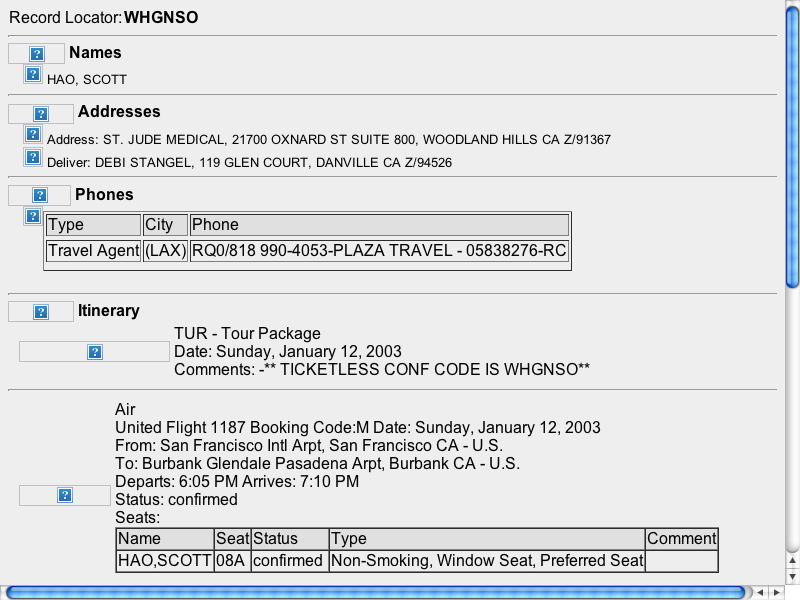 Record Locator:WHGNSO
Names
HAO, SCOTT
Addresses
Address: ST. JUDE MEDICAL, 21700 OXNARD ST SUITE 800, WOODLAND HILLS CA Z/91367
Deliver: DEBI STANGEL, 119 GLEN COURT, DANVILLE CA Z/94526
Phones
Type City Phone
Travel Agent (LAX) RQ0/818 990-4053-PLAZA TRAVEL - 05838276-RC
Itinerary
TUR - Tour Package
Date: Sunday, January 12, 2003
Comments: -** TICKETLESS CONF CODE IS WHGNSO**
Air
United Flight 1187 Booking Code:M Date: Sunday, January 12, 2003
From: San Francisco Intl Arpt, San Francisco CA - U.S.
To: Burbank Glendale Pasadena Arpt, Burbank CA - U.S.
Departs: 6:05 PM Arrives: 7:10 PM
Status: confirmed
Seats:
Name Seat Status Type Comment
HAO,SCOTT 08A confirmed Non-Smoking, Window Seat, Preferred Seat